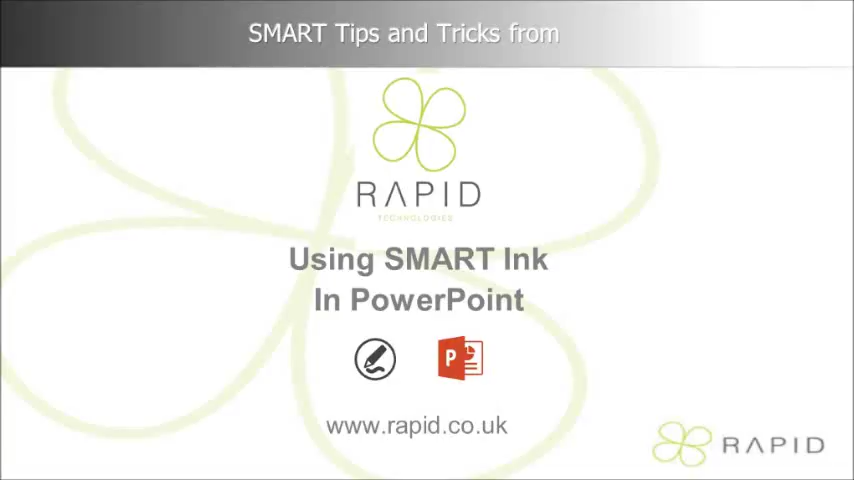 SMART Tips and Tricks from
RAPID
TECHNOLOGIES
Using SMART Ink
In PowerPoint
P
www.rapid.co.uk
RAPID